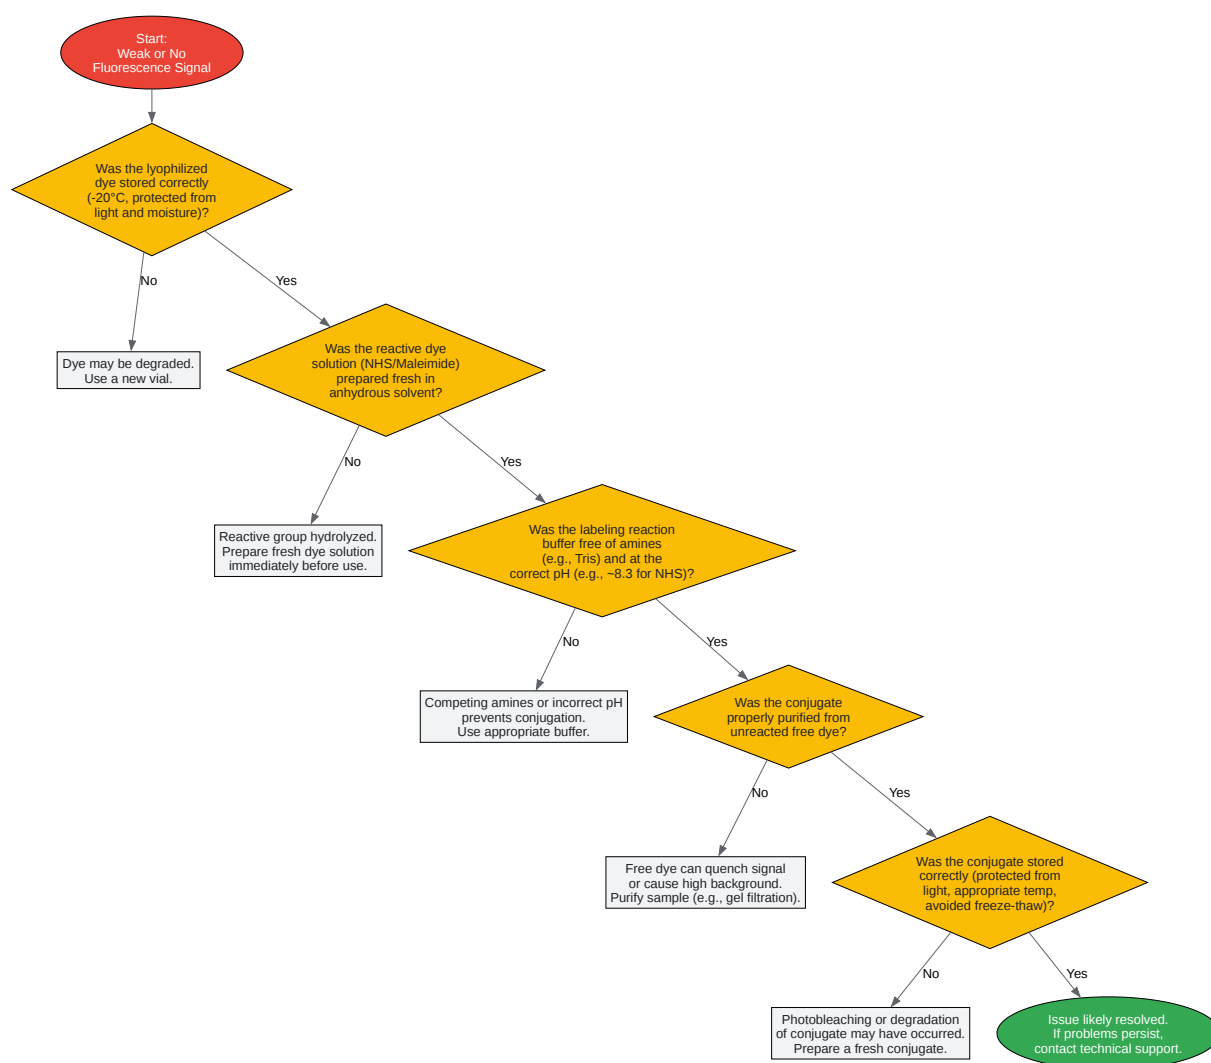 Start:
Weak or No
Fluorescence Signal
Was the lyophilized
dye stored correctly
(-20°C, protected from
light and moisture)?
No
Yes
Dye may be degraded.
Use a new vial.
Was the reactive dye
solution (NHS/Maleimide)
prepared fresh in
anhydrous solvent?
No
Yes
Reactive group hydrolyzed.
Prepare fresh dye solution
immediately before use.
Was the labeling reaction
buffer free of amines
(e.g., Tris) and at the
correct pH (e.g., ~8.3 for NHS)?
No
Yes
Competing amines or incorrect pH
prevents conjugation.
Use appropriate buffer.
Was the conjugate
properly purified from
unreacted free dye?
No
Yes
Free dye can quench signal
or cause high background.
Purify sample (e.g., gel filtration).
Was the conjugate stored
correctly (protected from
light, appropriate temp,
avoided freeze-thaw)?
No
Yes
Photobleaching or degradation
of conjugate may have occurred.
Prepare a fresh conjugate.
Issue likely resolved.
If problems persist,
contact technical support.